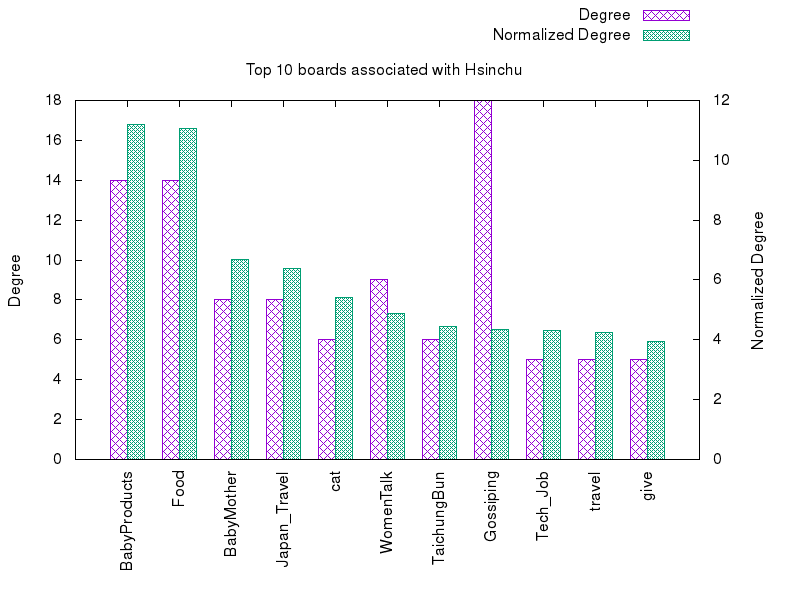 Degree
Normalized Degree
Top 10 boards associated with Hsinchu
18
16
14
12
10
8
6
4
2
0
Degree
12
10
8
6
4
2
0
Normalized Degree
BabyProducts
Food
BabyMother
Japan_Travel
cat
WomenTalk
TaichungBun
Gossiping
Tech_Job
travel
give